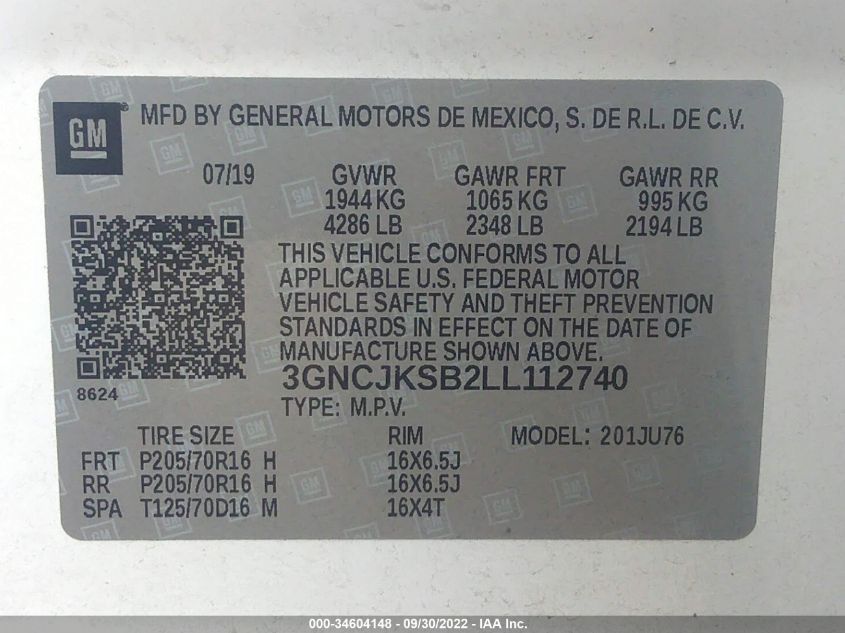 GM ® MFD BY GENERAL MOTORS DE MEXICO, S. DE R.L. DE C.V.
07/19 GVWR GAWR FRT GAWR RR
1944 KG 1065 KG 995 KG
4286 LB 2348 LB 2194 LB
THIS VEHICLE CONFORMS TO ALL
APPLICABLE U.S. FEDERAL MOTOR
VEHICLE SAFETY AND THEFT PREVENTION
STANDARDS IN EFFECT ON THE DATE OF
MANUFACTURE SHOWN ABOVE.
8624 3GNCJKSB2LL112740
TYPE: M.P.V.
TIRE SIZE RIM MODEL: 201JU76
FRT P205/70R16 H 16X6.5J
RR P205/70R16 H 16X6.5J
SPA T125/70D16 M 16X4T
000-34604148 - 09/30/2022 - IAA Inc.